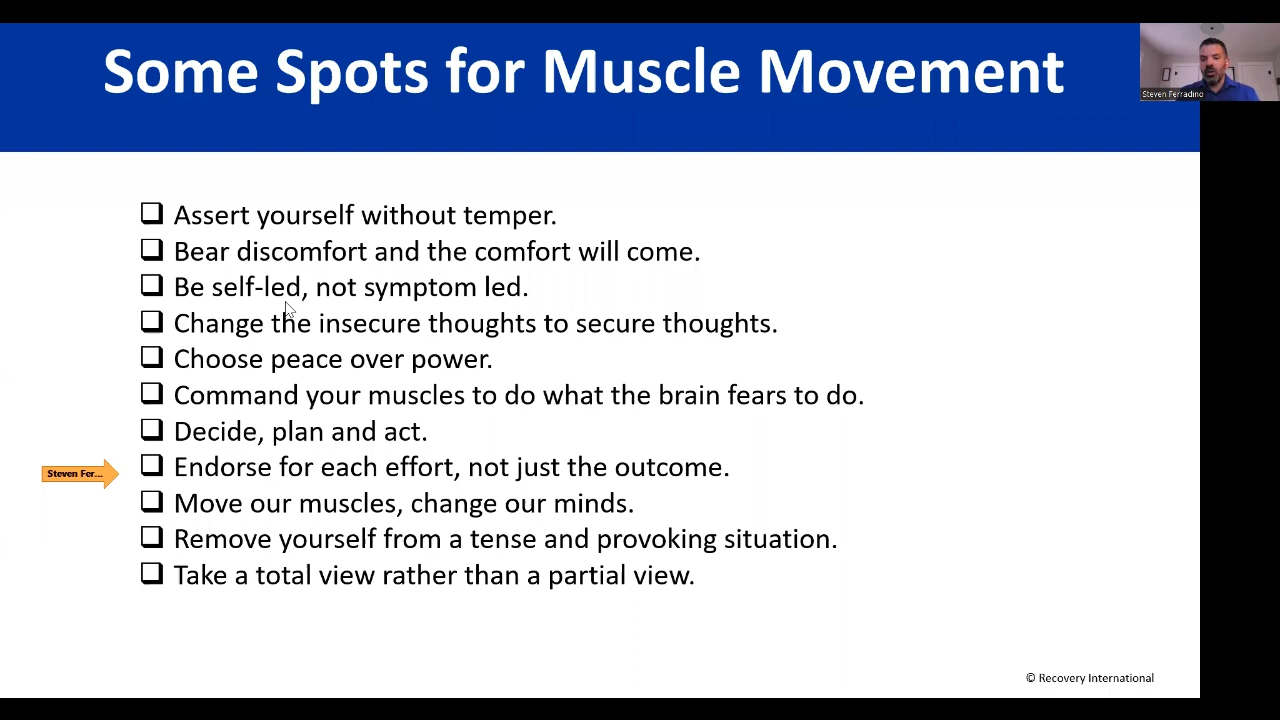 Some Spots for Muscle Movement
Steven Ferradino
Assert yourself without temper.
Bear discomfort and the comfort will come.
Be self-led, not symptom led.
Change the insecure thoughts to secure thoughts.
Choose peace over power.
Command your muscles to do what the brain fears to do.
Decide, plan and act.
Steven Fer...
Endorse for each effort, not just the outcome.
Move our muscles, change our minds.
Remove yourself from a tense and provoking situation.
Take a total view rather than a partial view.
© Recovery International